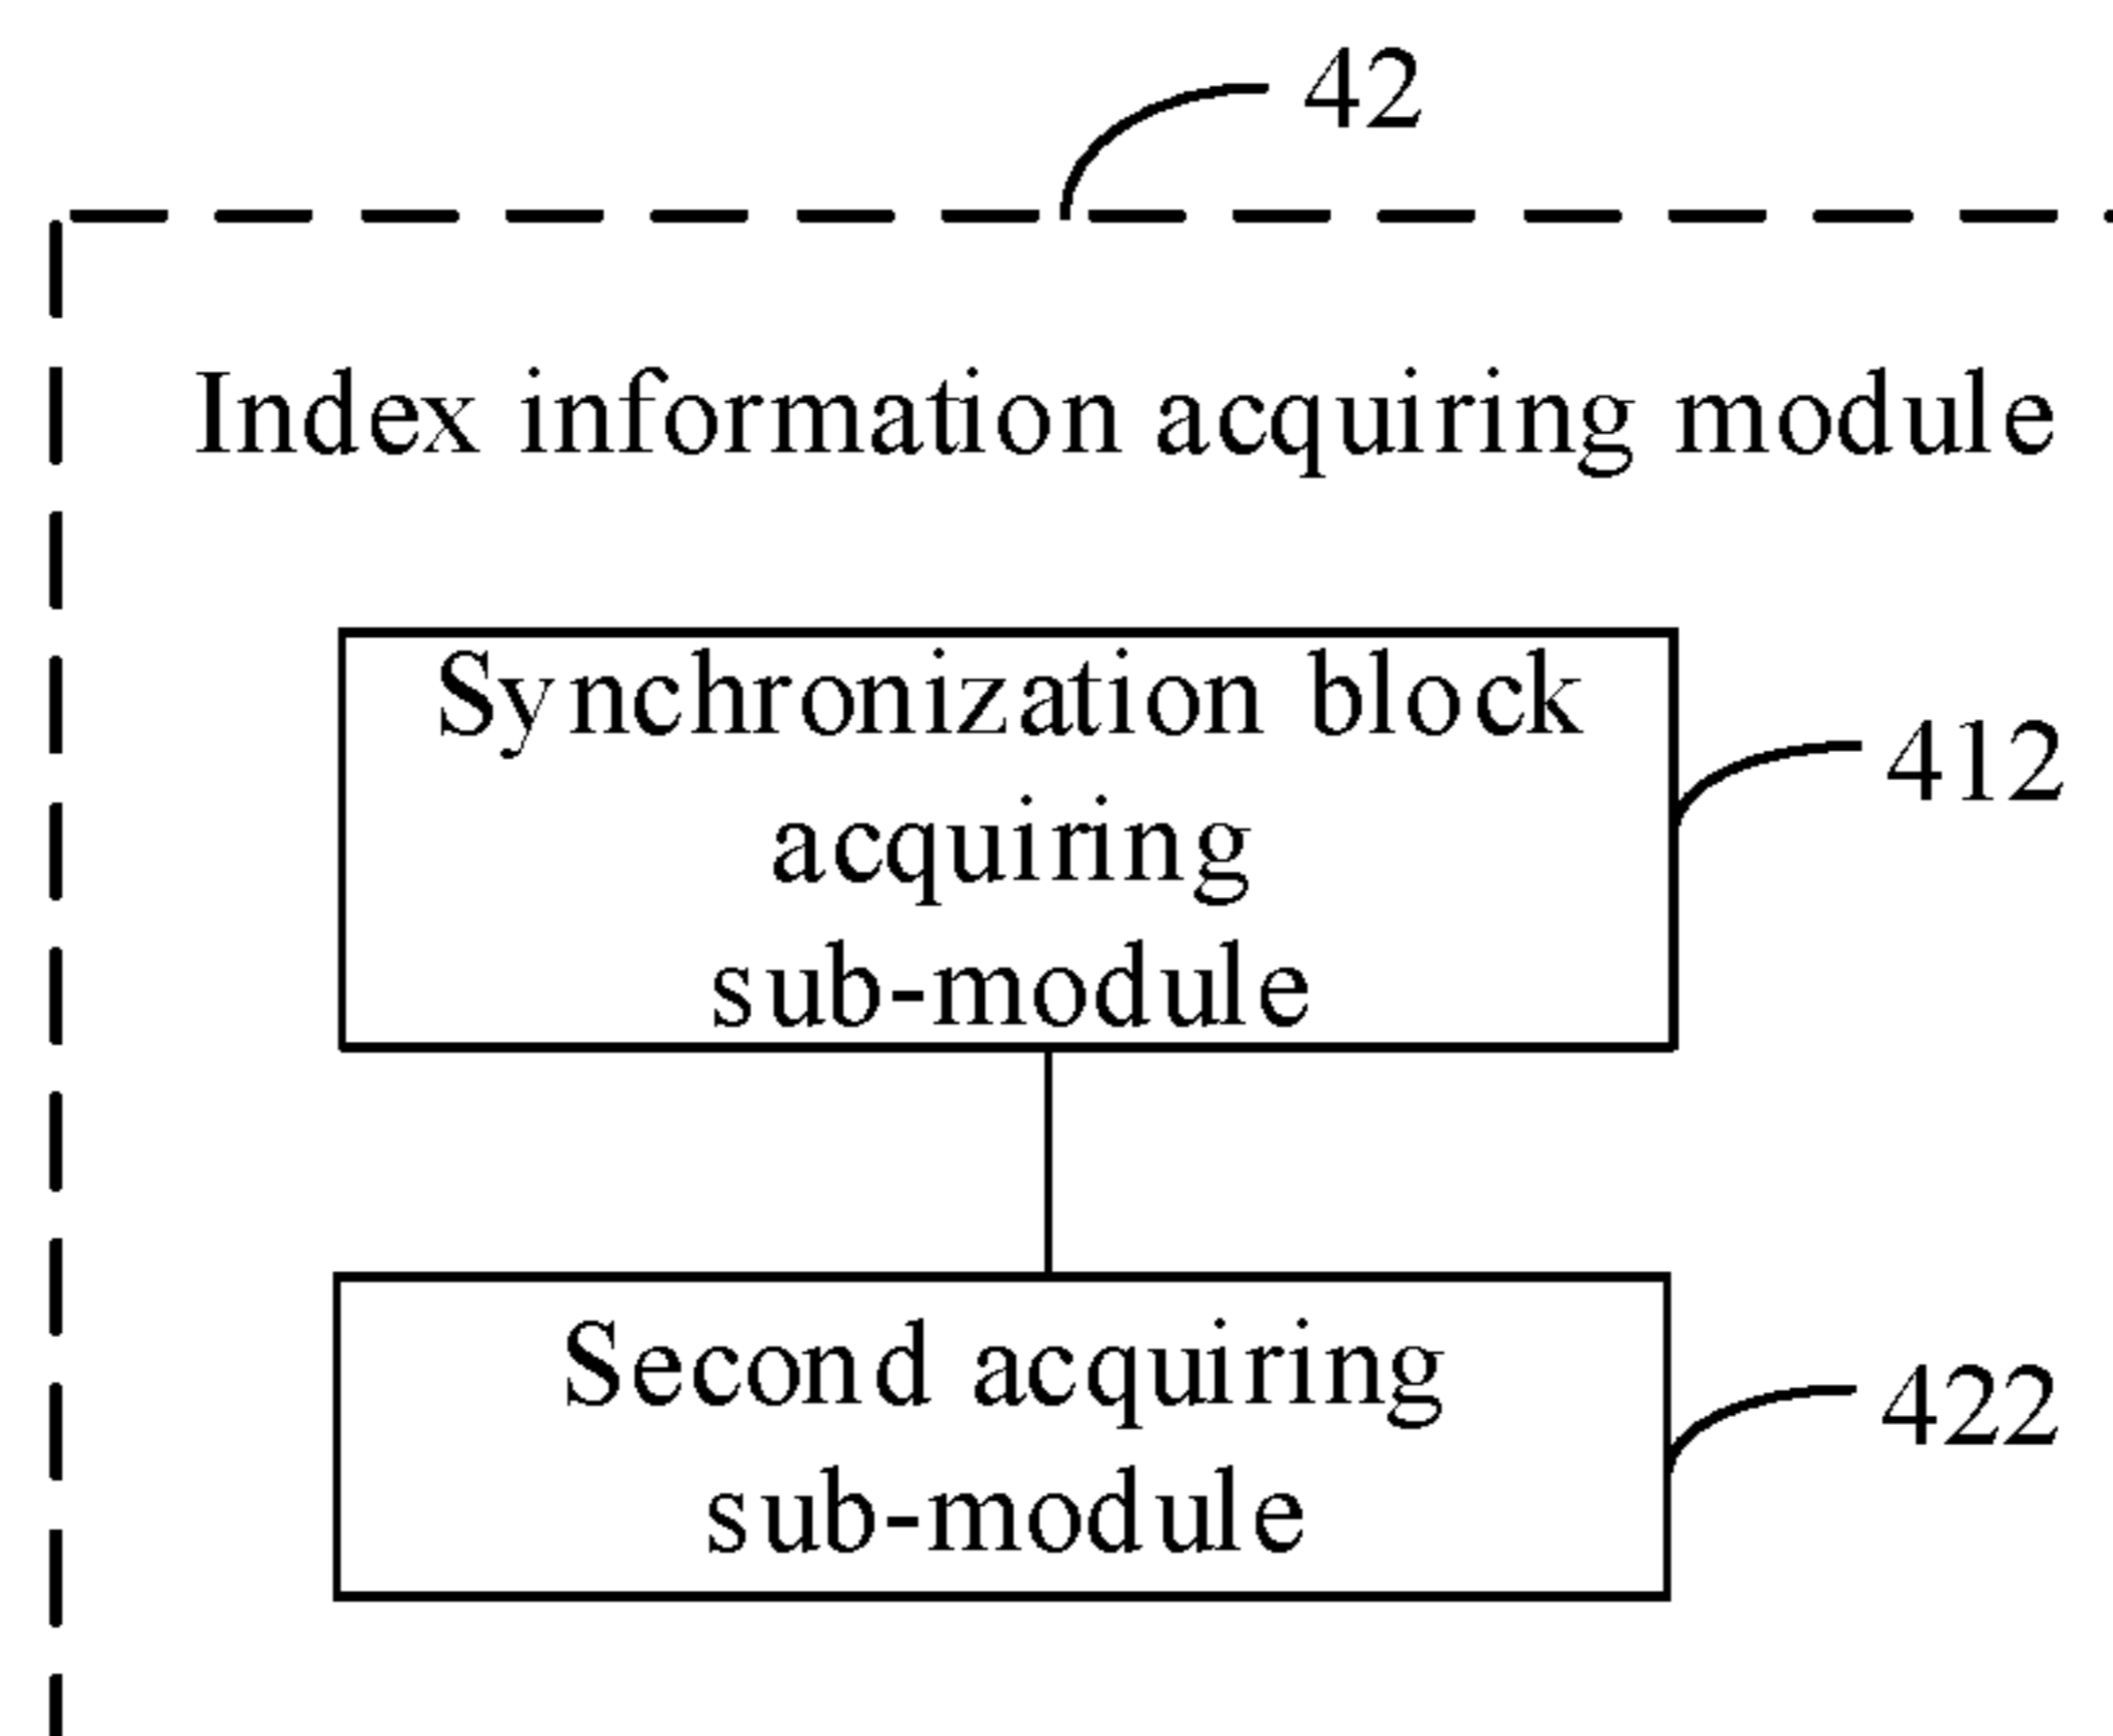 42
Index information acquiring module
Synchronization block
acquiring
sub-module
412
Second acquiring
sub-module
422